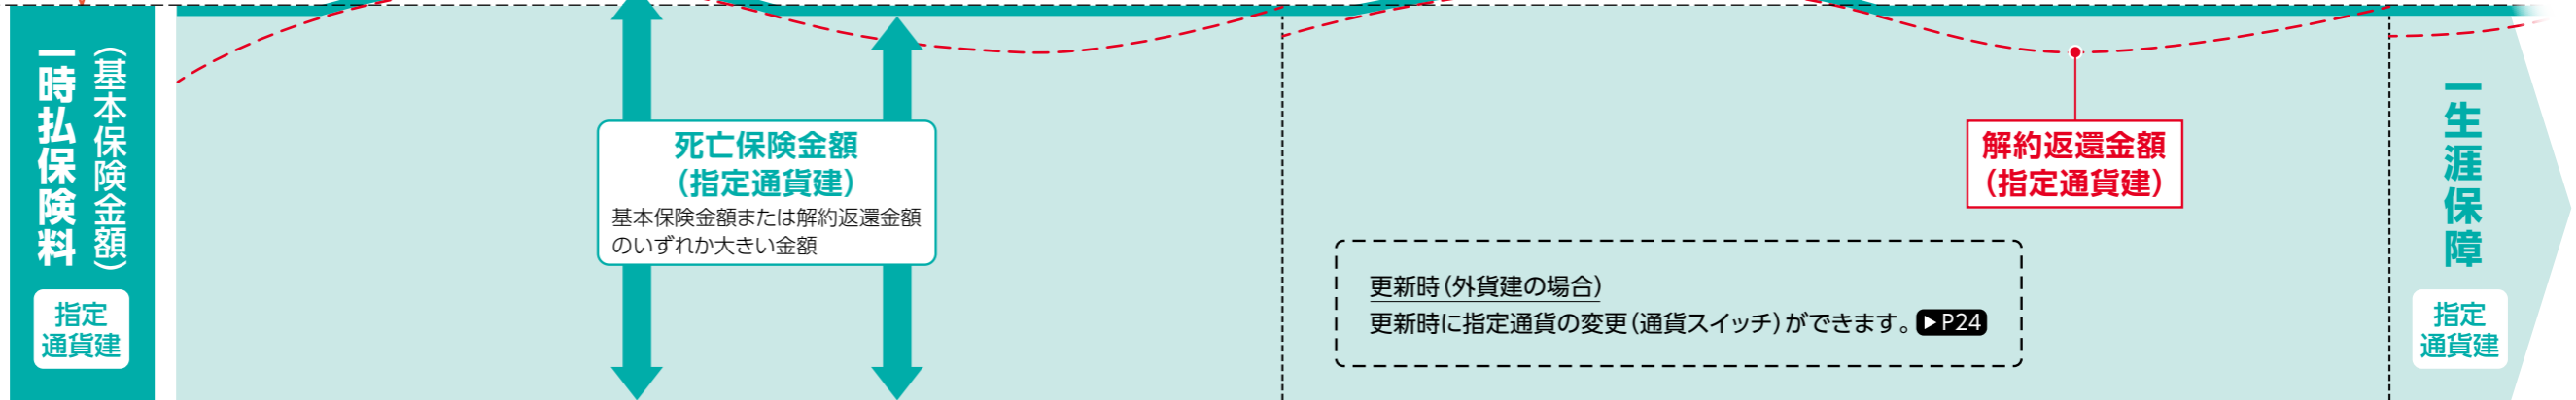 一時払保険料
（基本保険金額）
指定
通貨建
死亡保険金額
（指定通貨建）
基本保険金額または解約返還金額
のいずれか大きい金額
解約返還金額
（指定通貨建）
更新時（外貨建の場合）
更新時に指定通貨の変更（通貨スイッチ）ができます。▶P24
一生涯保障
指定
通貨建